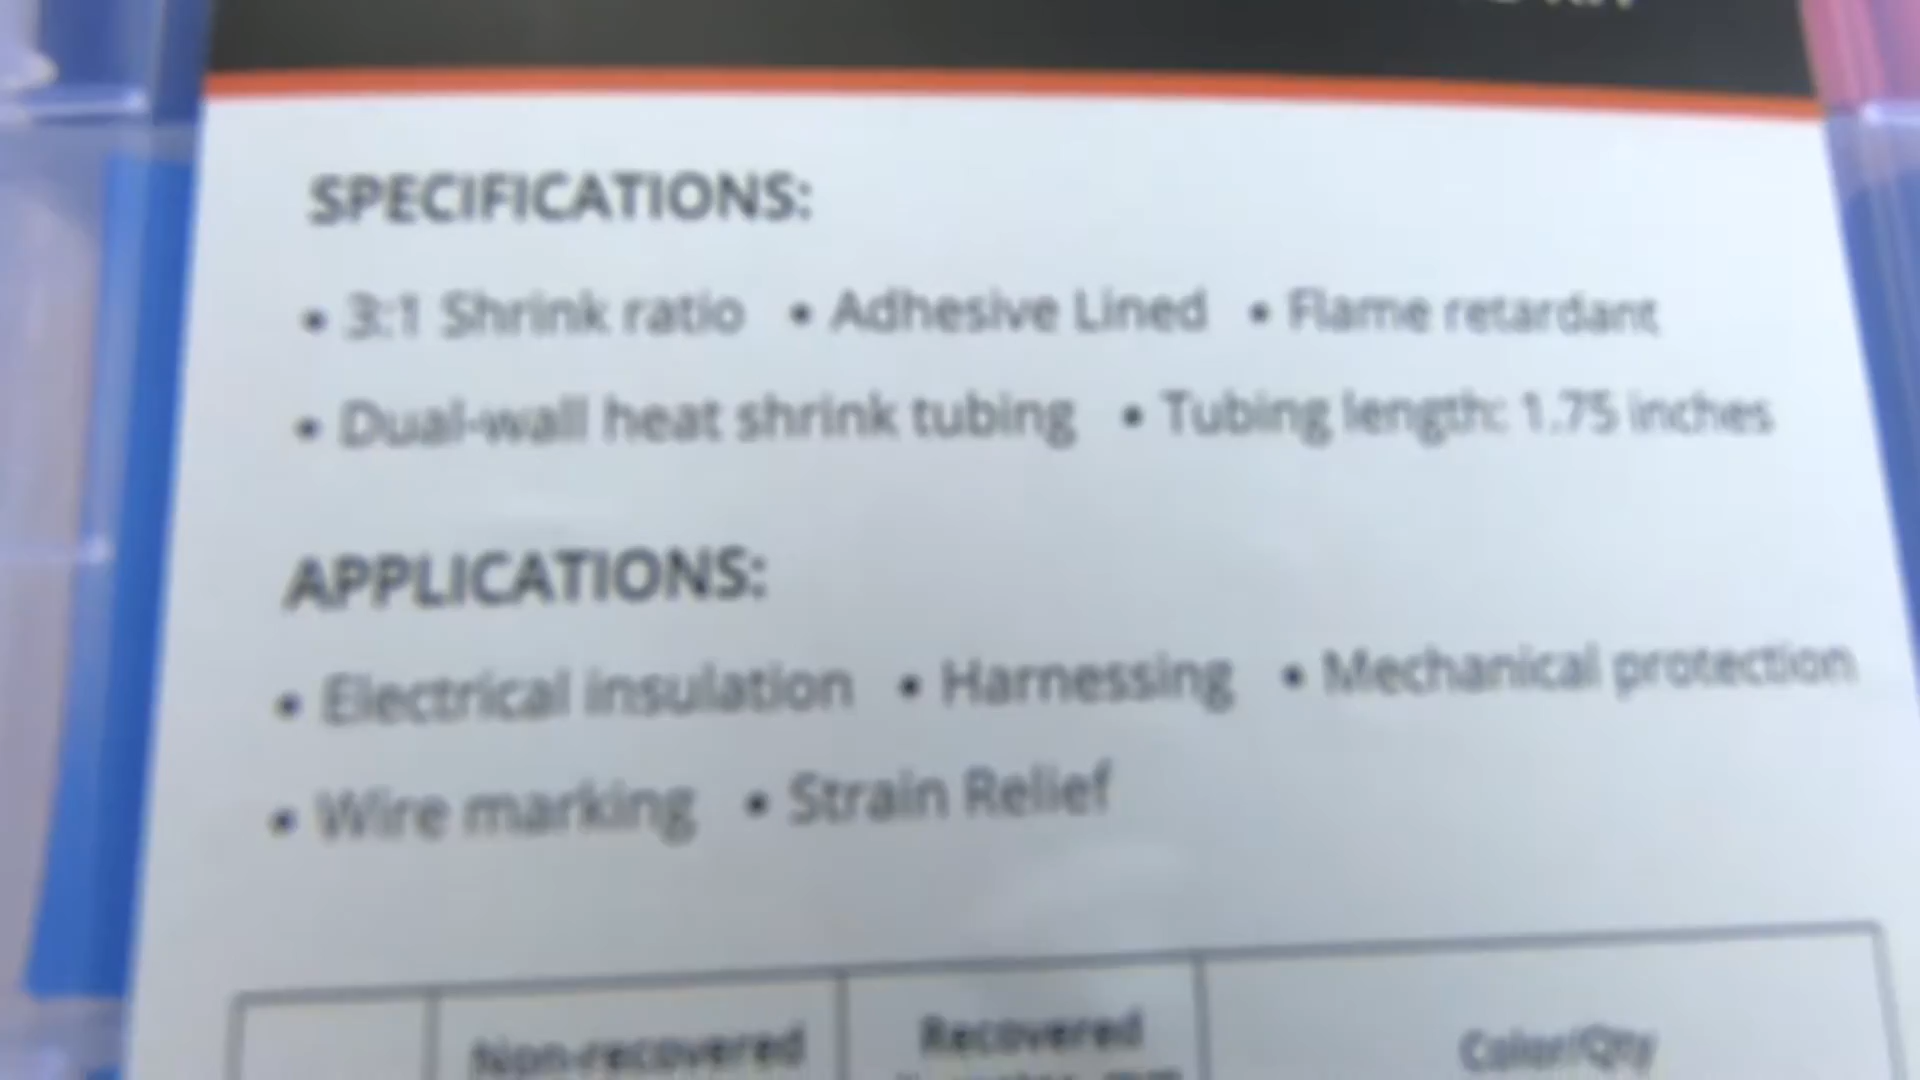 SPECIFICATIONS:
• 3:1 Shrink ratio • Adhesive Lined • Flame retardant
• Dual-wall heat shrink tubing • Tubing length: 1.75 inches
APPLICATIONS:
• Electrical insulation • Harnessing • Mechanical protection
• Wire marking • Strain Relief
Non-recovered Recovered Color/Qty